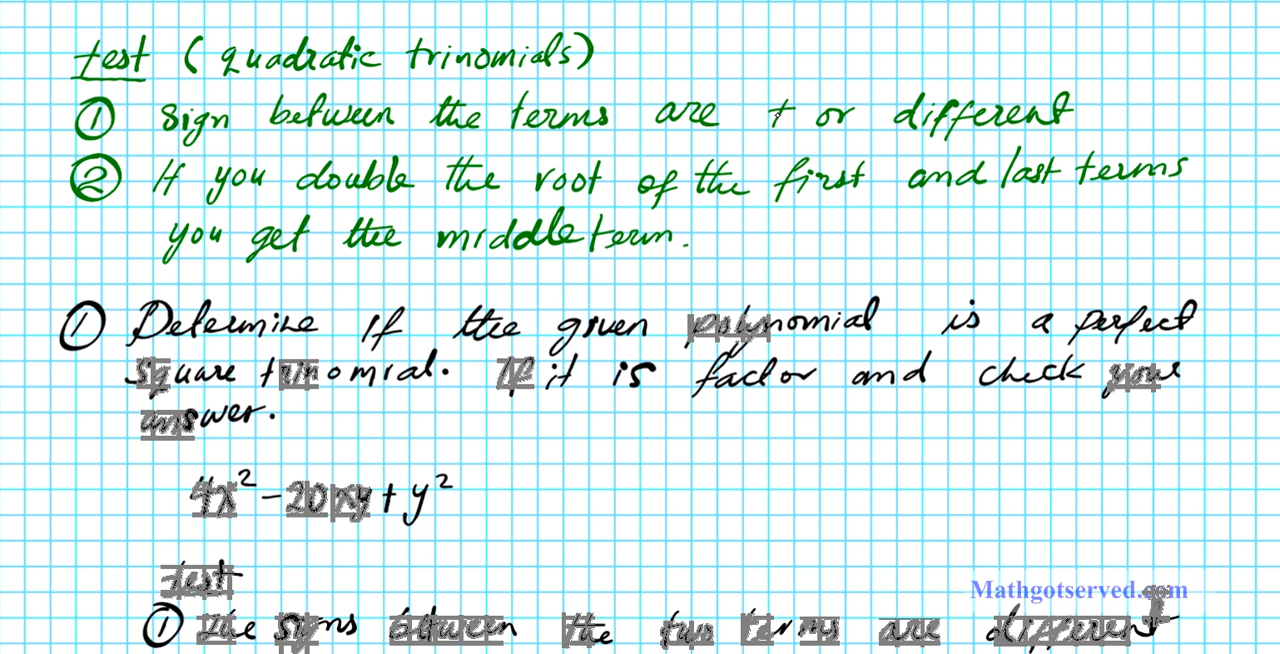 test (quadratic trinomials)
① Sign between the terms are + or different
② If you double the root of the first and last terms
you get the middle term.
① Determine if the given polynomial is a perfect
square trinomial. If it is factor and check your
answer.
4x² - 20xy + y²
test
① The signs between the two terms are different
Mathgotserved.com